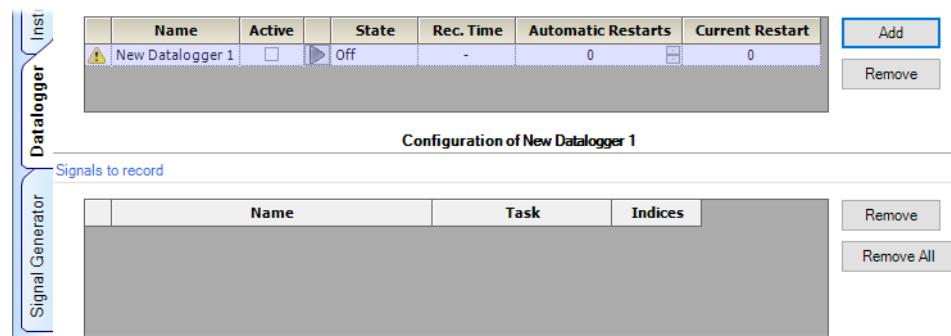 Inst
Name Active State Rec. Time Automatic Restarts Current Restart
New Datalogger 1 Off - 0 0
Add
Remove
Datalogger
Configuration of New Datalogger 1
Signals to record
Name Task Indices
Remove
Remove All
Signal Generator